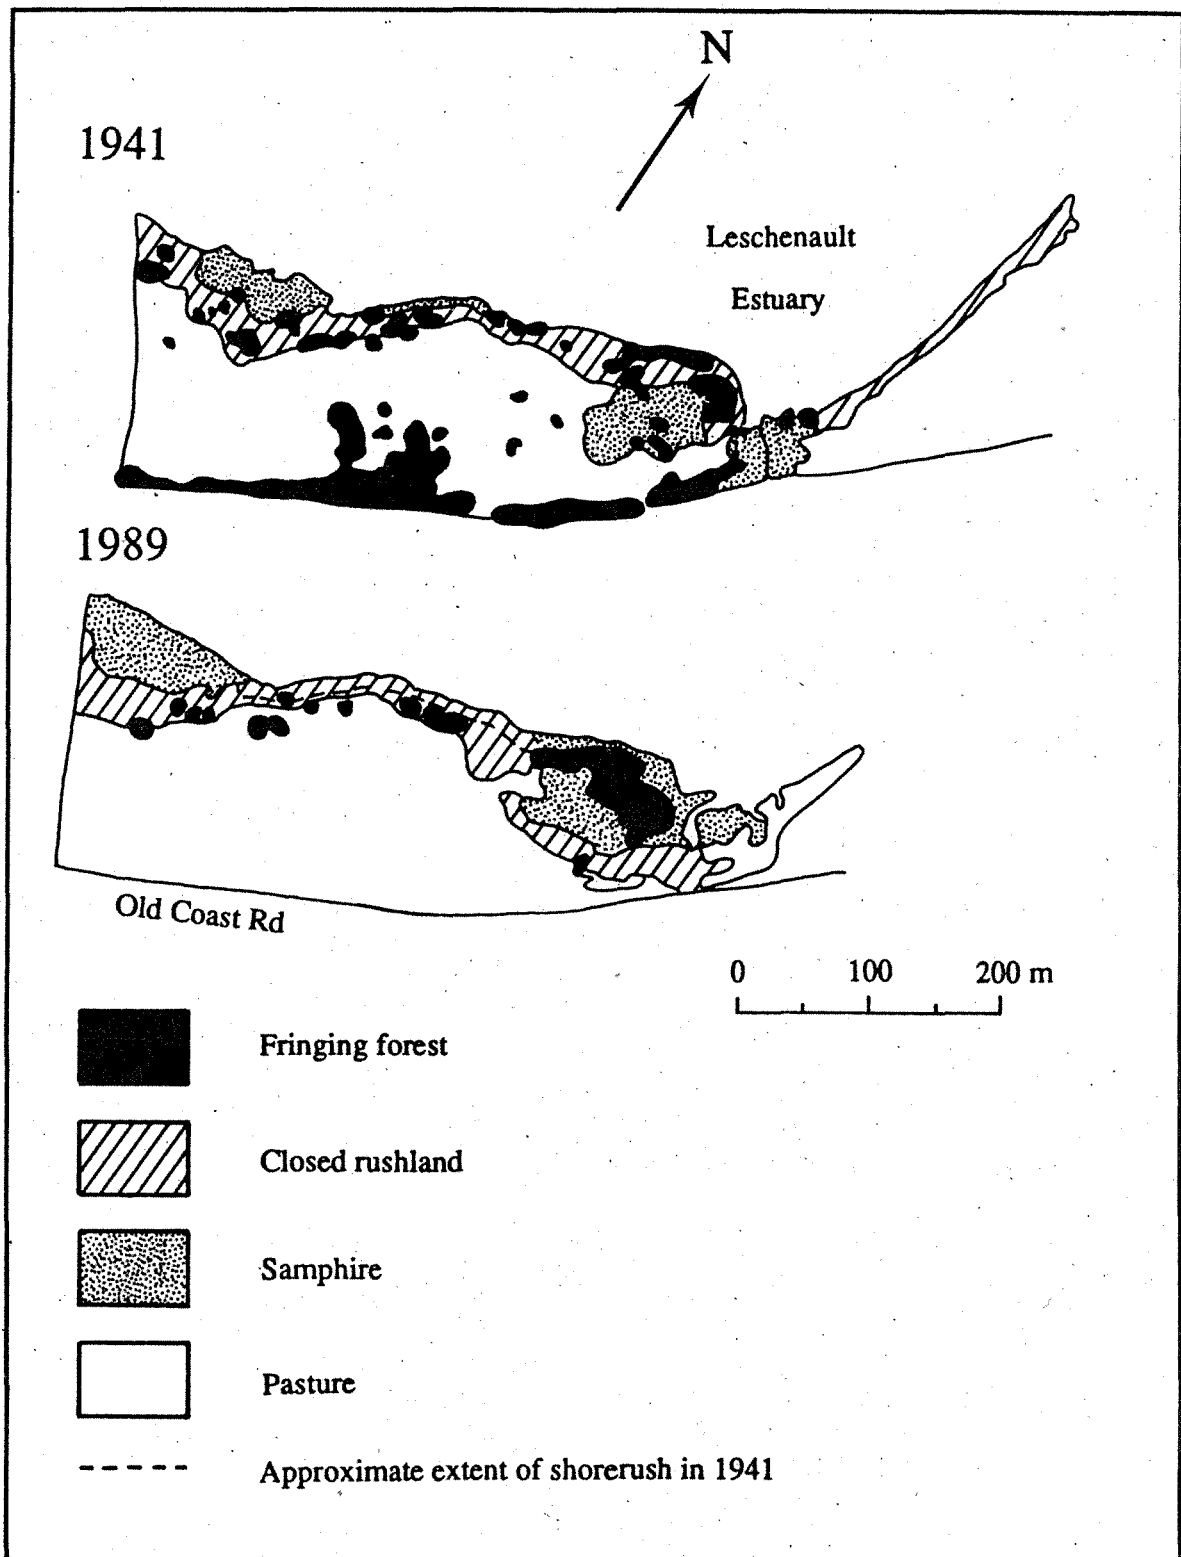 N
1941
Leschenault
Estuary
1989
Old Coast Rd
0 100 200 m
Fringing forest
Closed rushland
Samphire
Pasture
Approximate extent of shorerush in 1941